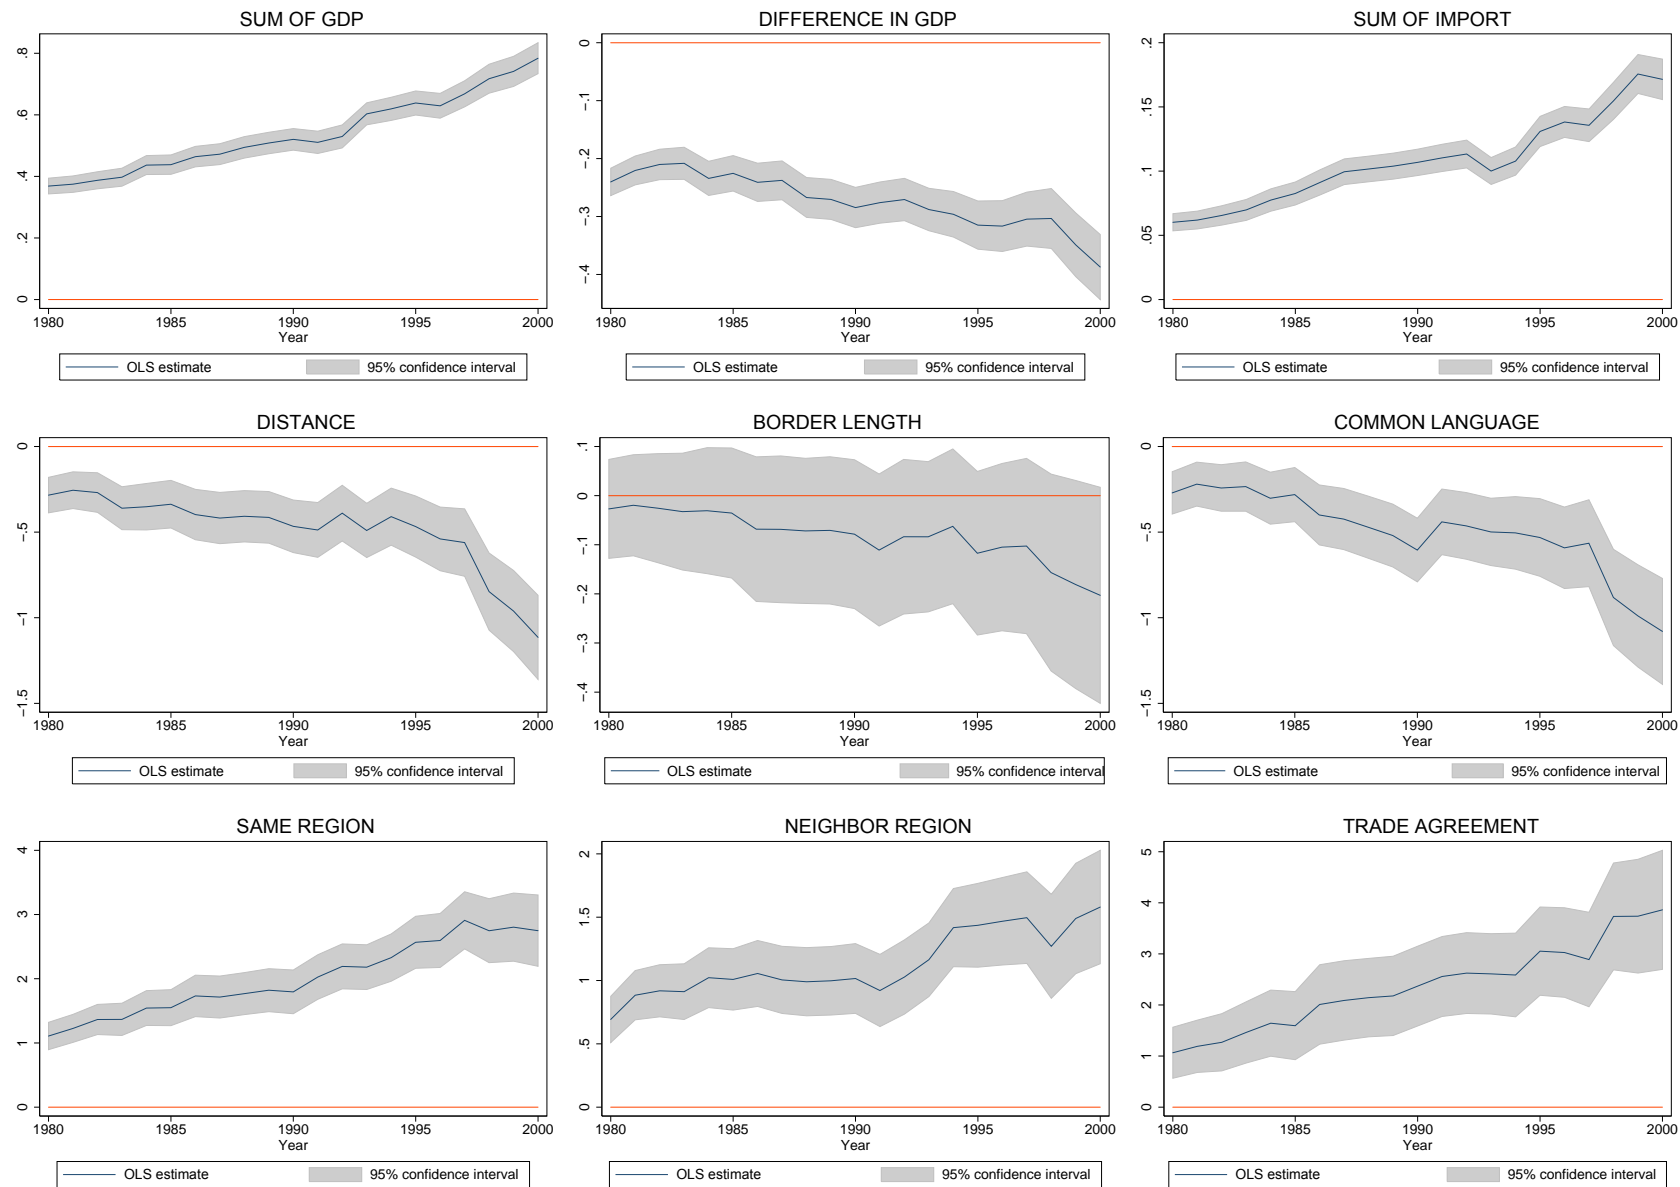 SUM OF GDP
0 .2 .4 .6 .8
1980 1985 1990 1995 2000
Year
OLS estimate 95% confidence interval
DIFFERENCE IN GDP
−.4 −.3 −.2 −.1 0
1980 1985 1990 1995 2000
Year
OLS estimate 95% confidence interval
SUM OF IMPORT
0 .05 .1 .15 .2
1980 1985 1990 1995 2000
Year
OLS estimate 95% confidence interval
DISTANCE
−1.5 −1 −.5 0
1980 1985 1990 1995 2000
Year
OLS estimate 95% confidence interval
BORDER LENGTH
−.4 −.3 −.2 −.1 0 .1
1980 1985 1990 1995 2000
Year
OLS estimate 95% confidence interval
COMMON LANGUAGE
−1.5 −1 −.5 0
1980 1985 1990 1995 2000
Year
OLS estimate 95% confidence interval
SAME REGION
0 1 2 3 4
1980 1985 1990 1995 2000
Year
OLS estimate 95% confidence interval
NEIGHBOR REGION
0 .5 1 1.5 2
1980 1985 1990 1995 2000
Year
OLS estimate 95% confidence interval
TRADE AGREEMENT
0 1 2 3 4 5
1980 1985 1990 1995 2000
Year
OLS estimate 95% confidence interval